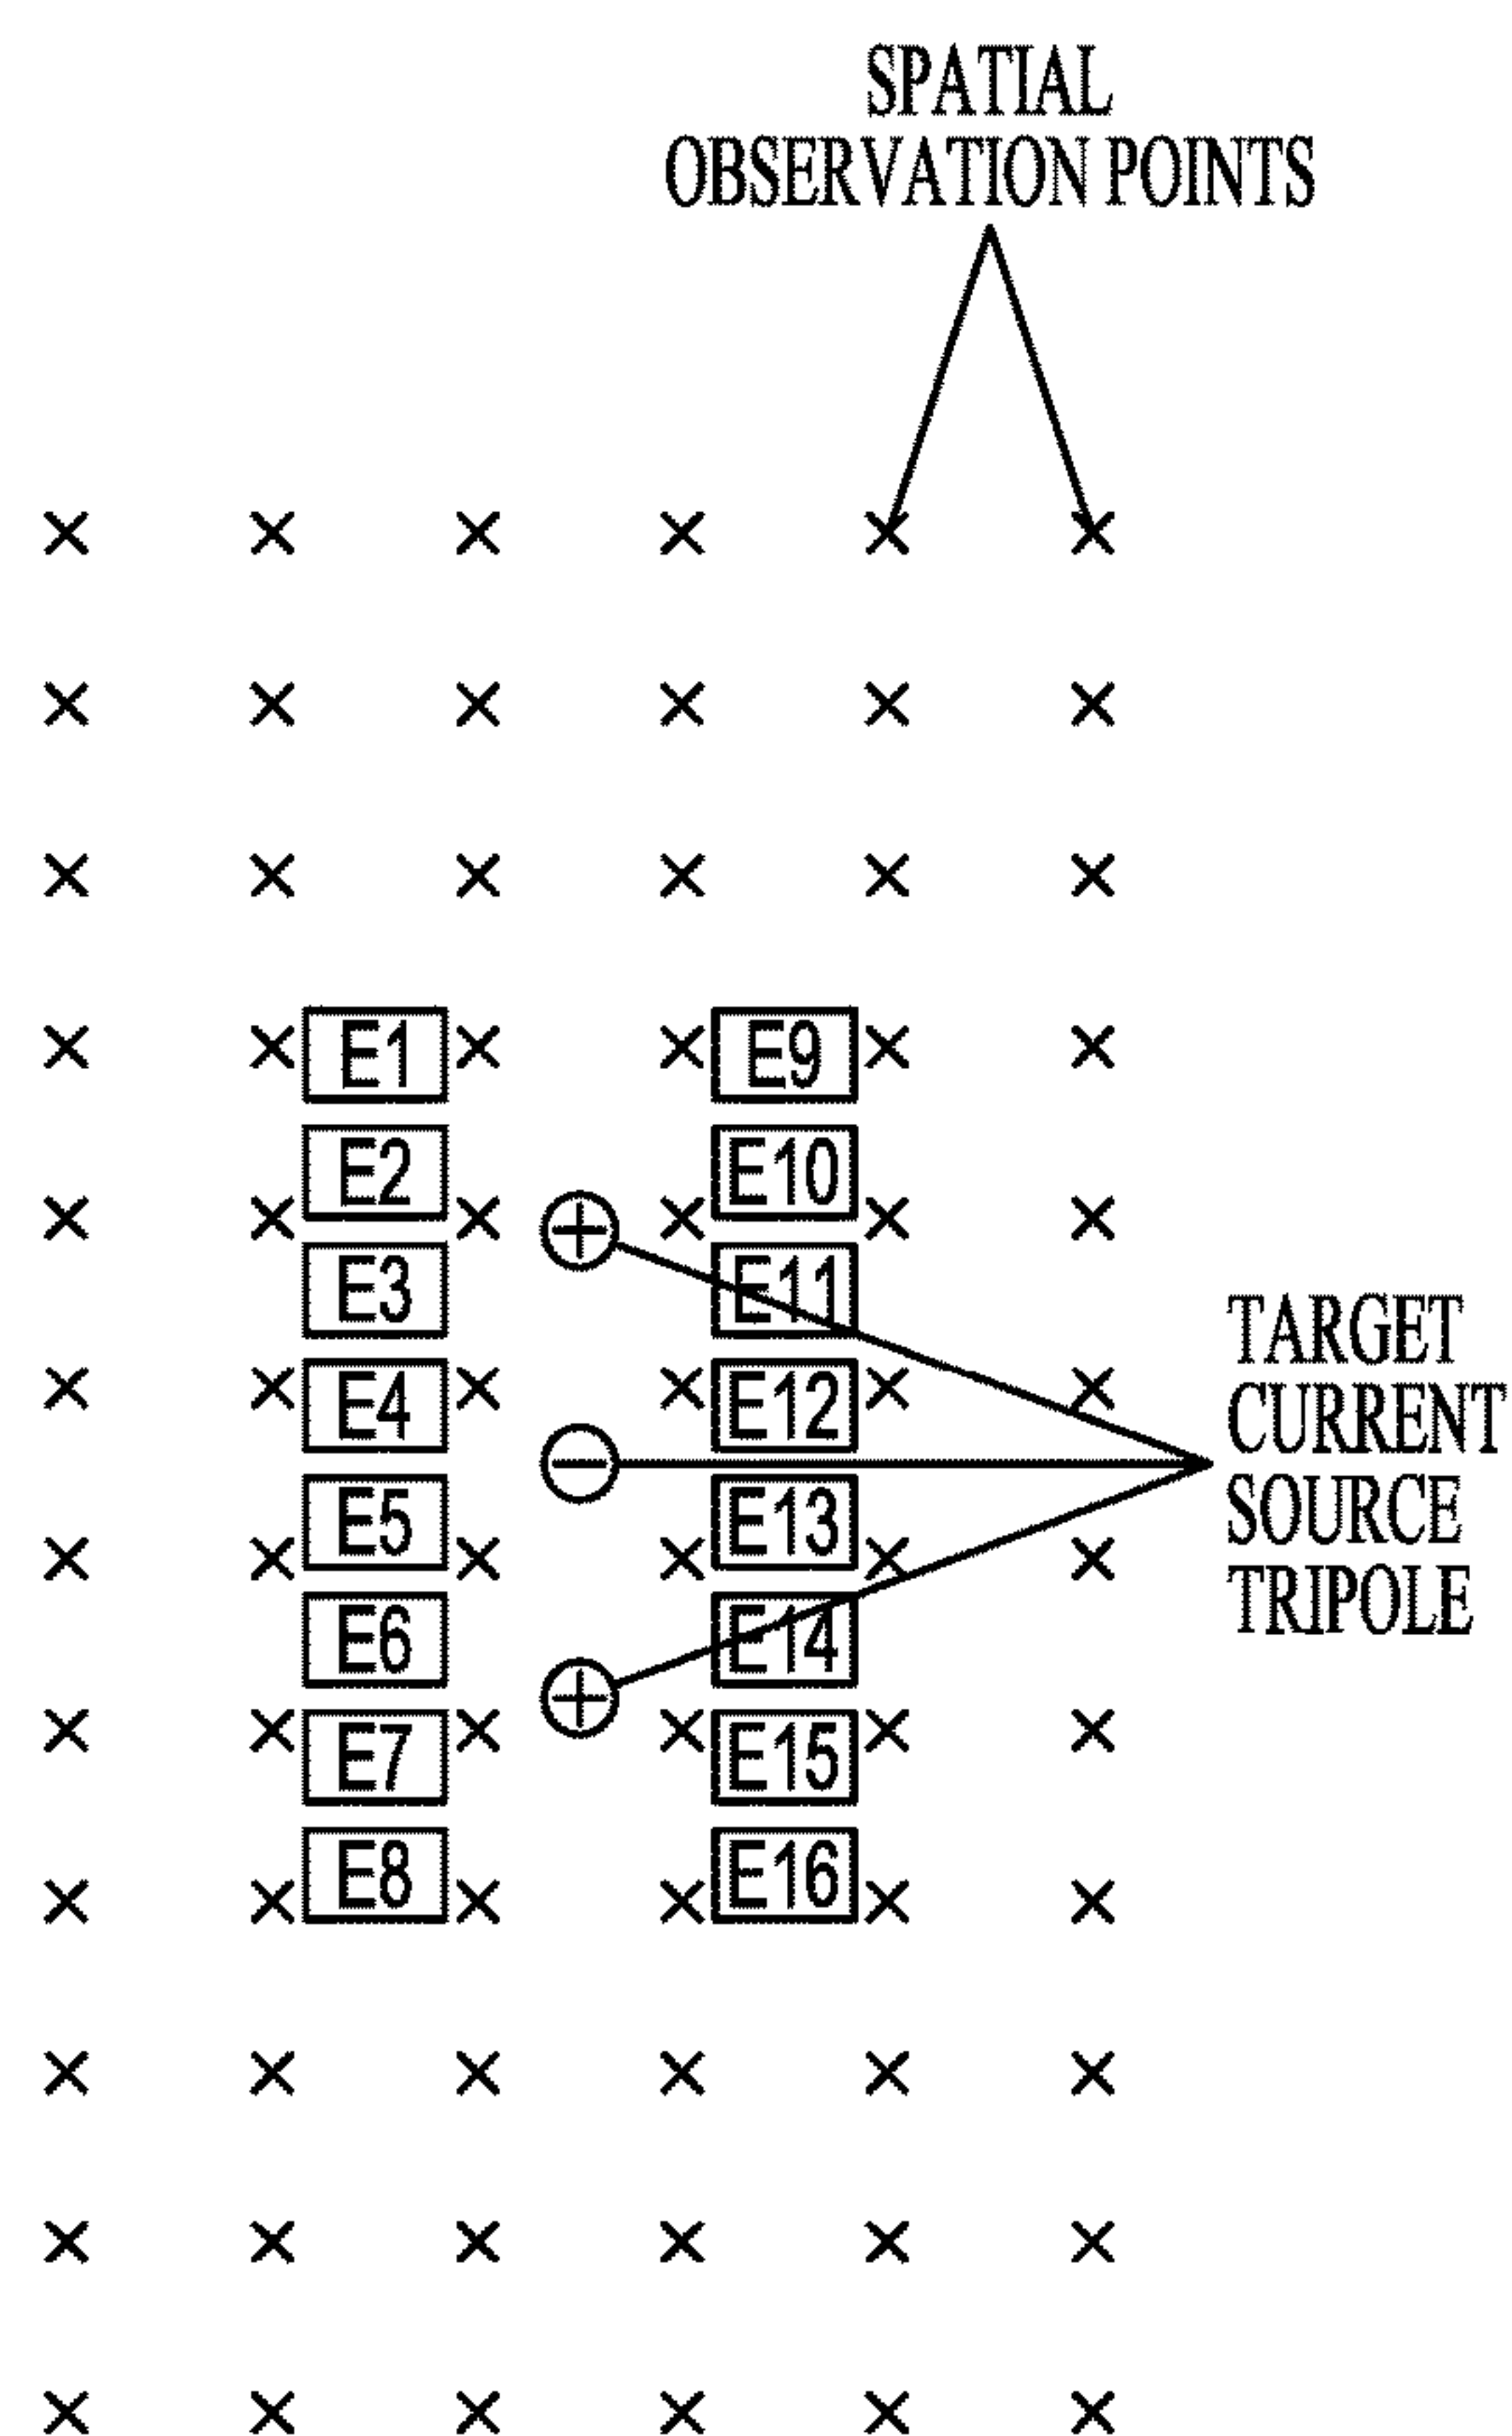 SPATIAL
OBSERVATION POINTS
E1
E9
E2
E10
E3
E11
E4
E12
E5
E13
E6
E14
E7
E15
E8
E16
TARGET
CURRENT
SOURCE
TRIPOLE